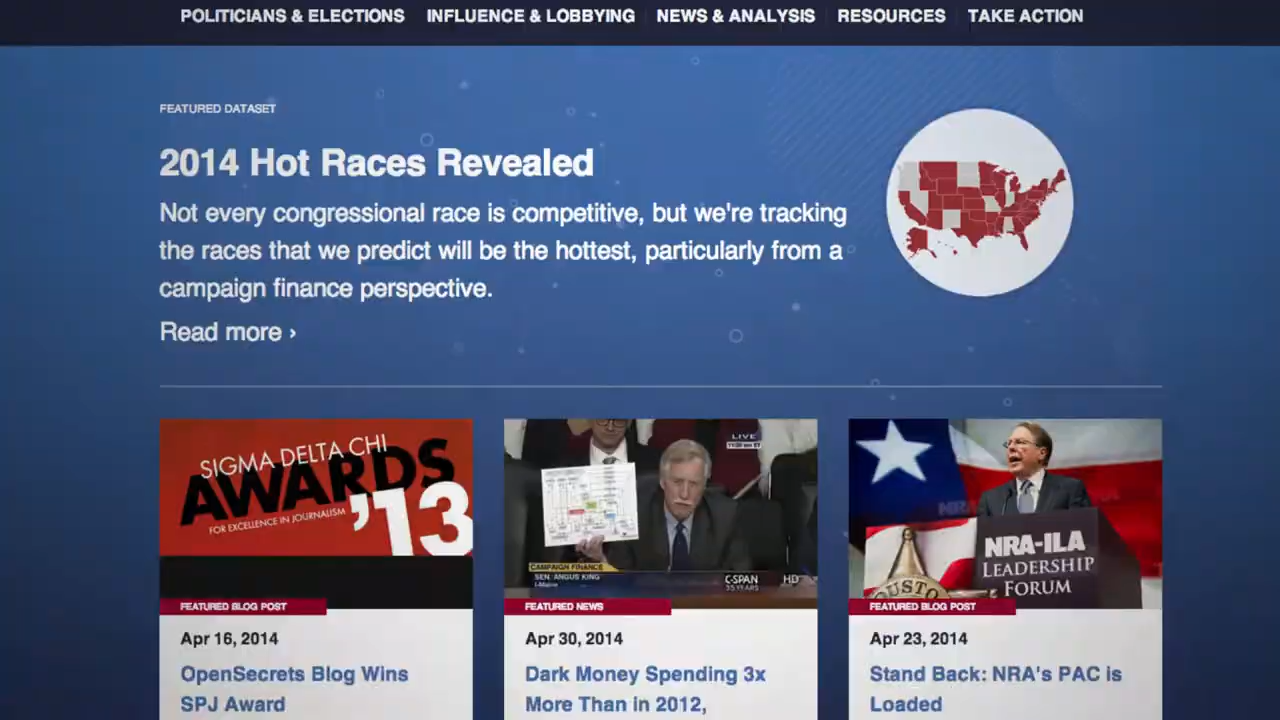 POLITICIANS & ELECTIONS INFLUENCE & LOBBYING NEWS & ANALYSIS RESOURCES TAKE ACTION
FEATURED DATASET
2014 Hot Races Revealed
Not every congressional race is competitive, but we're tracking
the races that we predict will be the hottest, particularly from a
campaign finance perspective.
Read more ›
SIGMA DELTA CHI
AWARDS
FOR EXCELLENCE IN JOURNALISM
'13
FEATURED BLOG POST
Apr 16, 2014
OpenSecrets Blog Wins
SPJ Award
LIVE
CAMPAIGN FINANCE
SEN. ANGUS KING
I-Maine
C-SPAN
35 YEARS
HD
FEATURED NEWS
Apr 30, 2014
Dark Money Spending 3x
More Than in 2012,
NRA-ILA
LEADERSHIP
FORUM
FEATURED BLOG POST
Apr 23, 2014
Stand Back: NRA's PAC is
Loaded